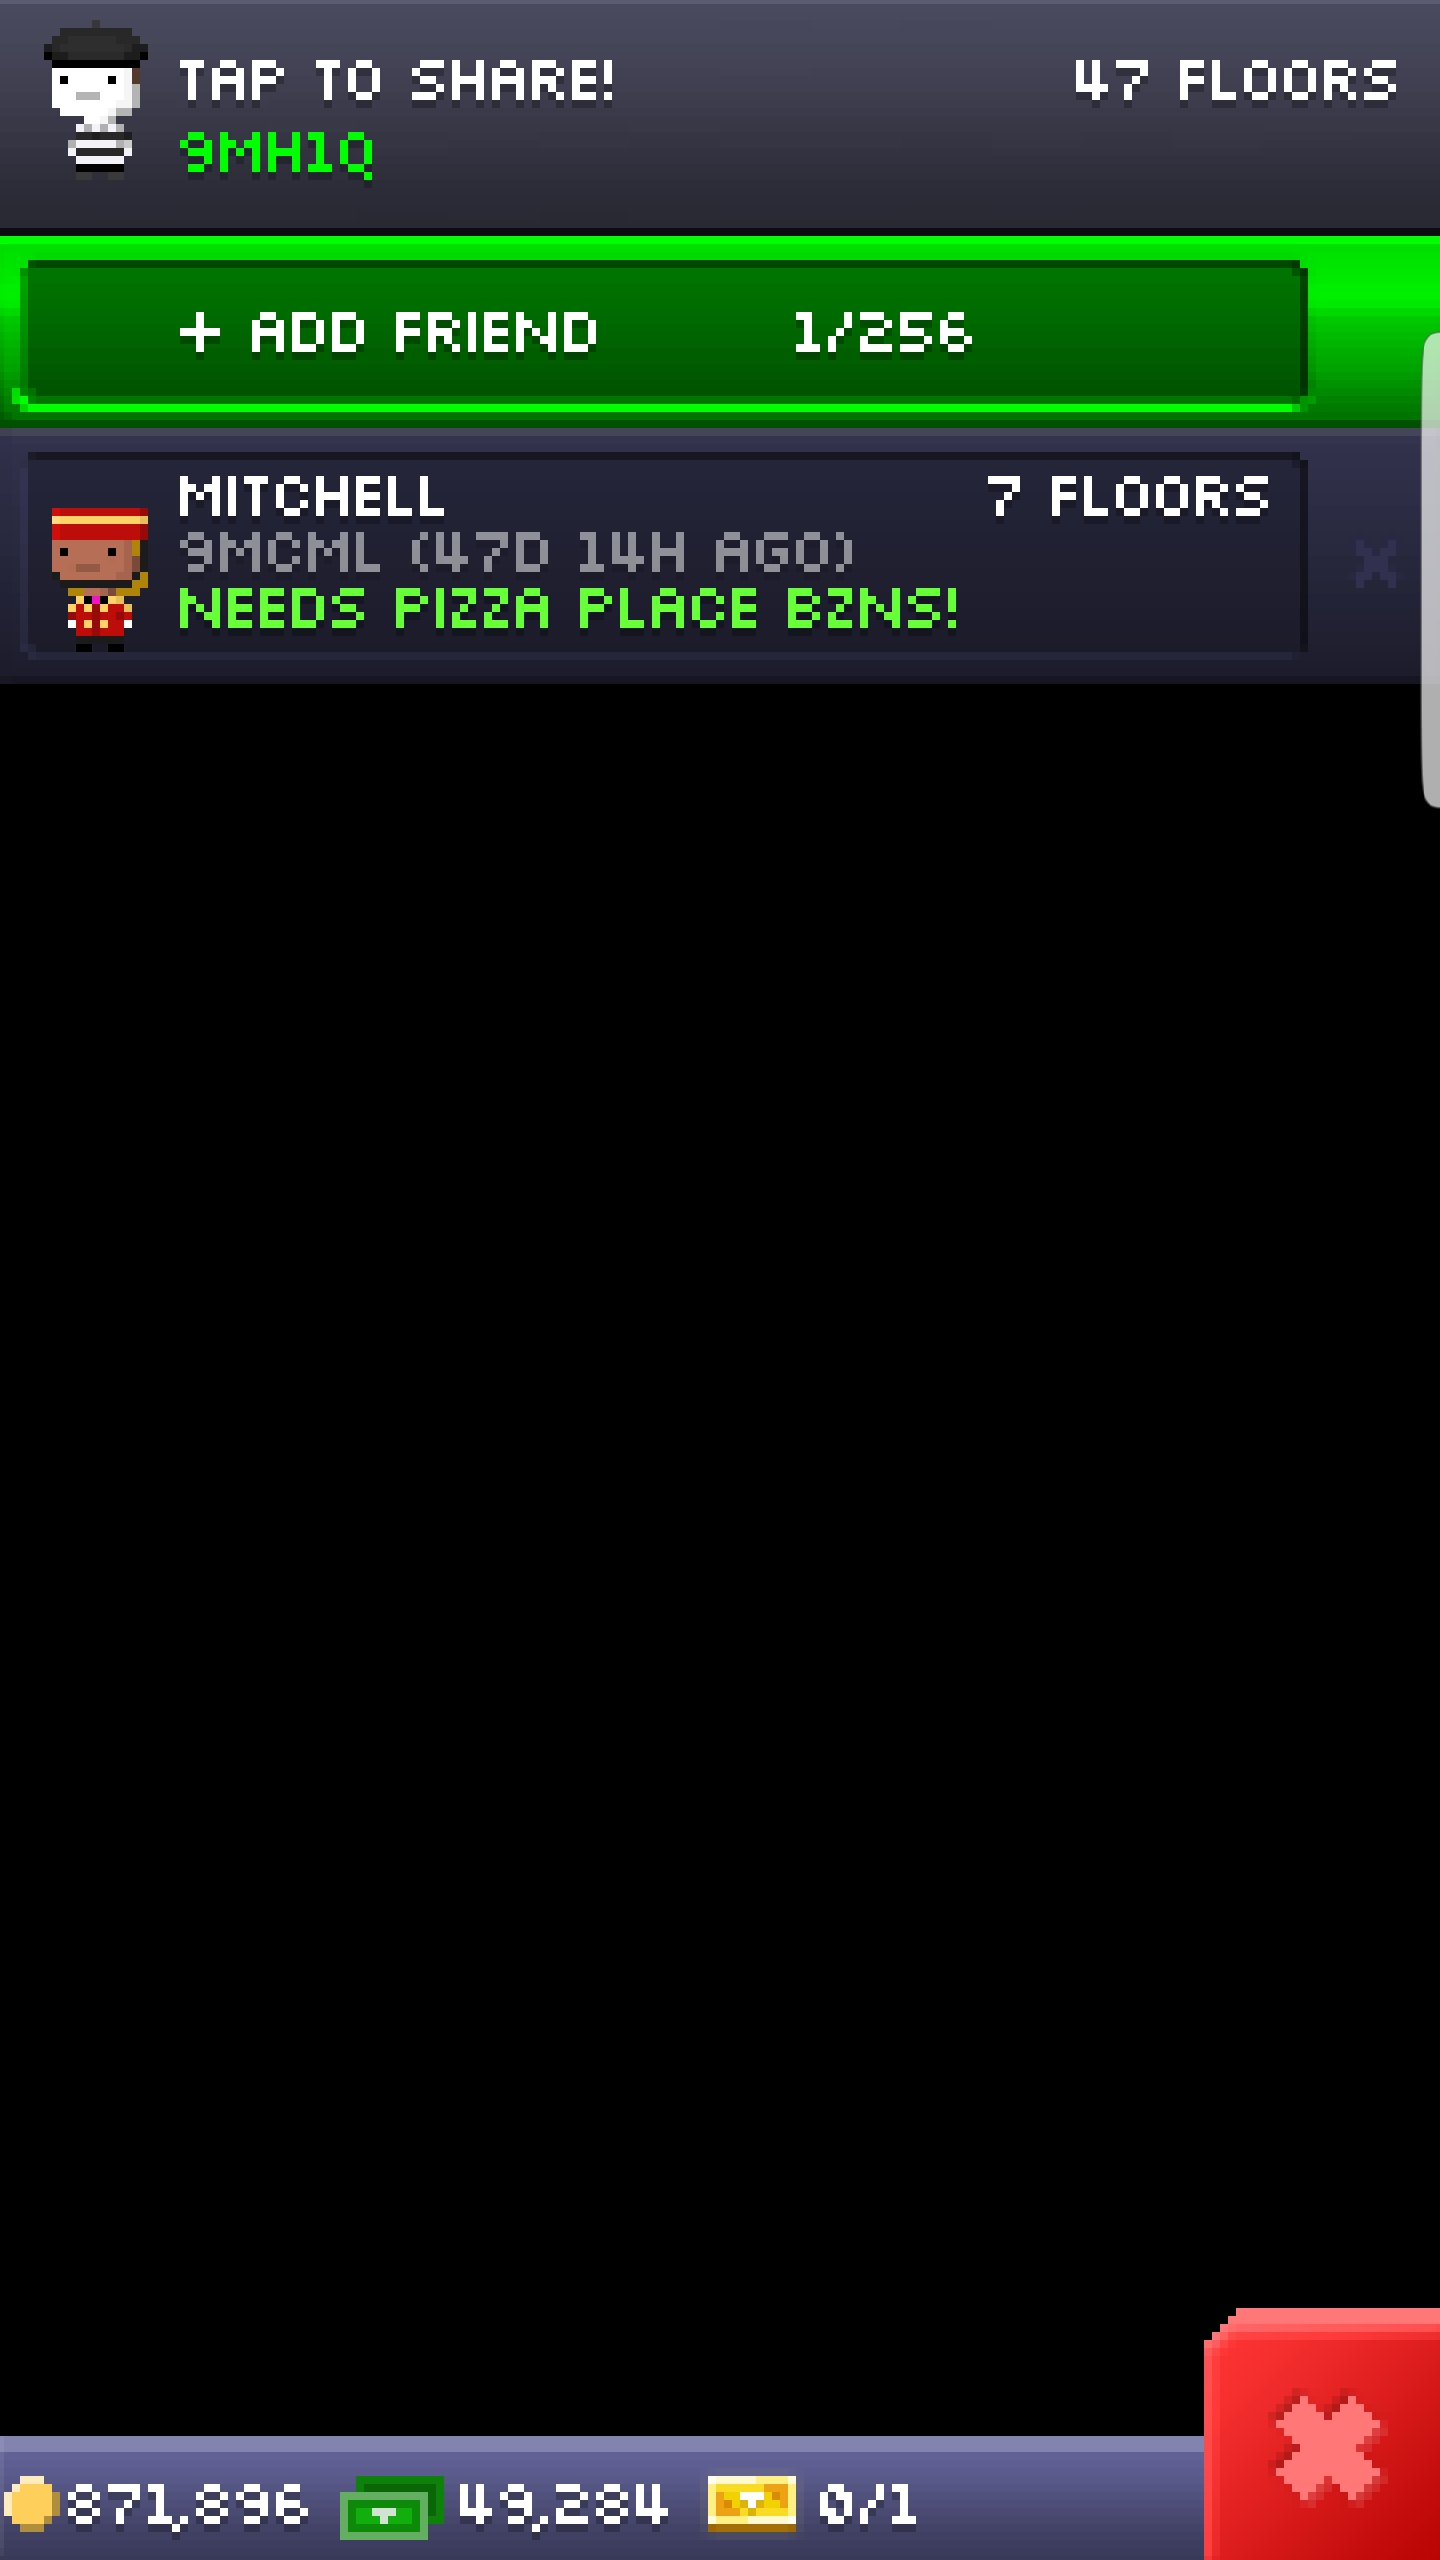 TAP TO SHARE!
47 FLOORS
9MH1Q
+ ADD FRIEND 1/256
MITCHELL 7 FLOORS
9MCML (47D 14H AGO)
NEEDS PIZZA PLACE BZNS!
871,896 49,284 0/1